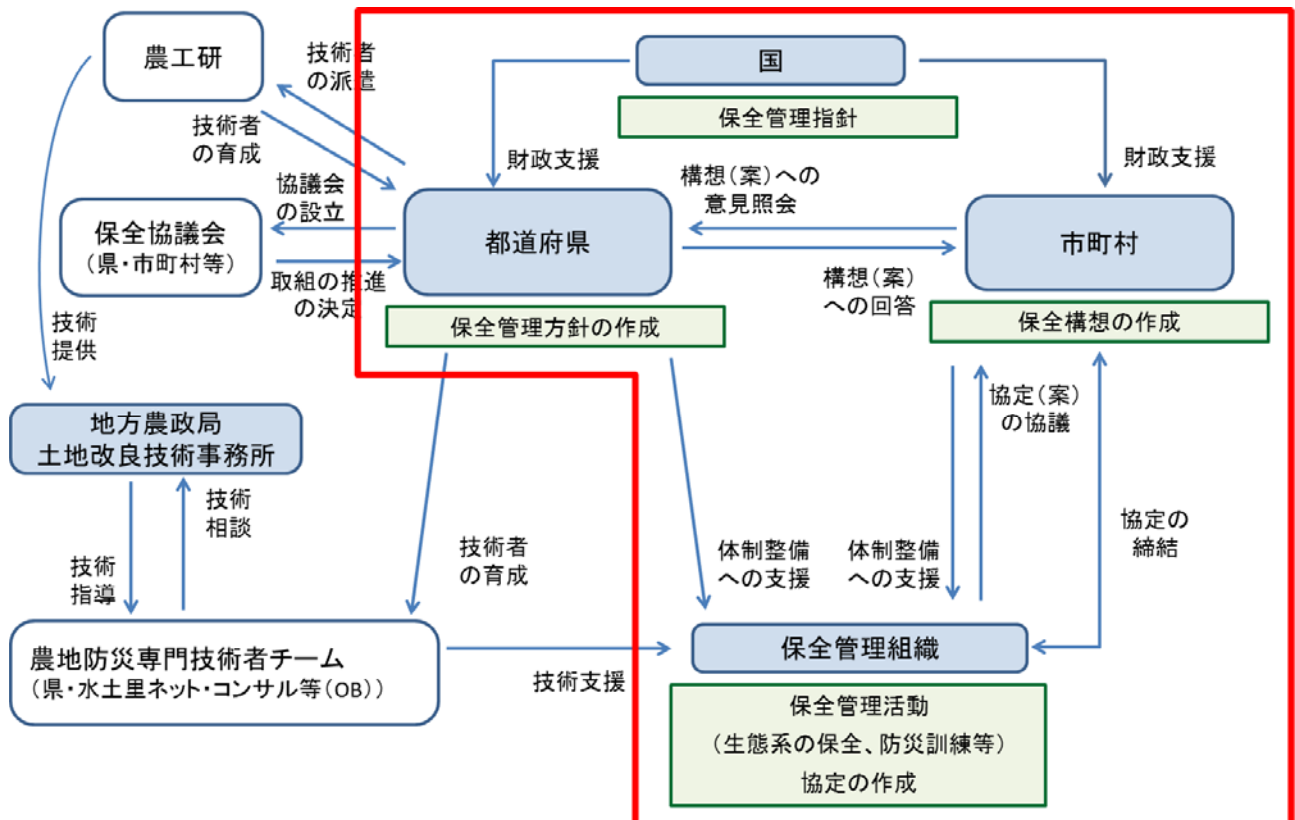 農工研
技術者
の派遣
国
保全管理指針
技術者
の育成
財政支援
財政支援
協議会
の設立
構想(案)への
意見照会
保全協議会
(県・市町村等)
都道府県
市町村
取組の推進
の決定
構想(案)
への回答
保全管理方針の作成
保全構想の作成
技術
提供
協定(案)
の協議
地方農政局
土地改良技術事務所
技術
相談
協定の
締結
技術
指導
技術者
の育成
体制整備
への支援
体制整備
への支援
農地防災専門技術者チーム
(県・水土里ネット・コンサル等(OB))
技術支援
保全管理組織
保全管理活動
(生態系の保全、防災訓練等)
協定の作成